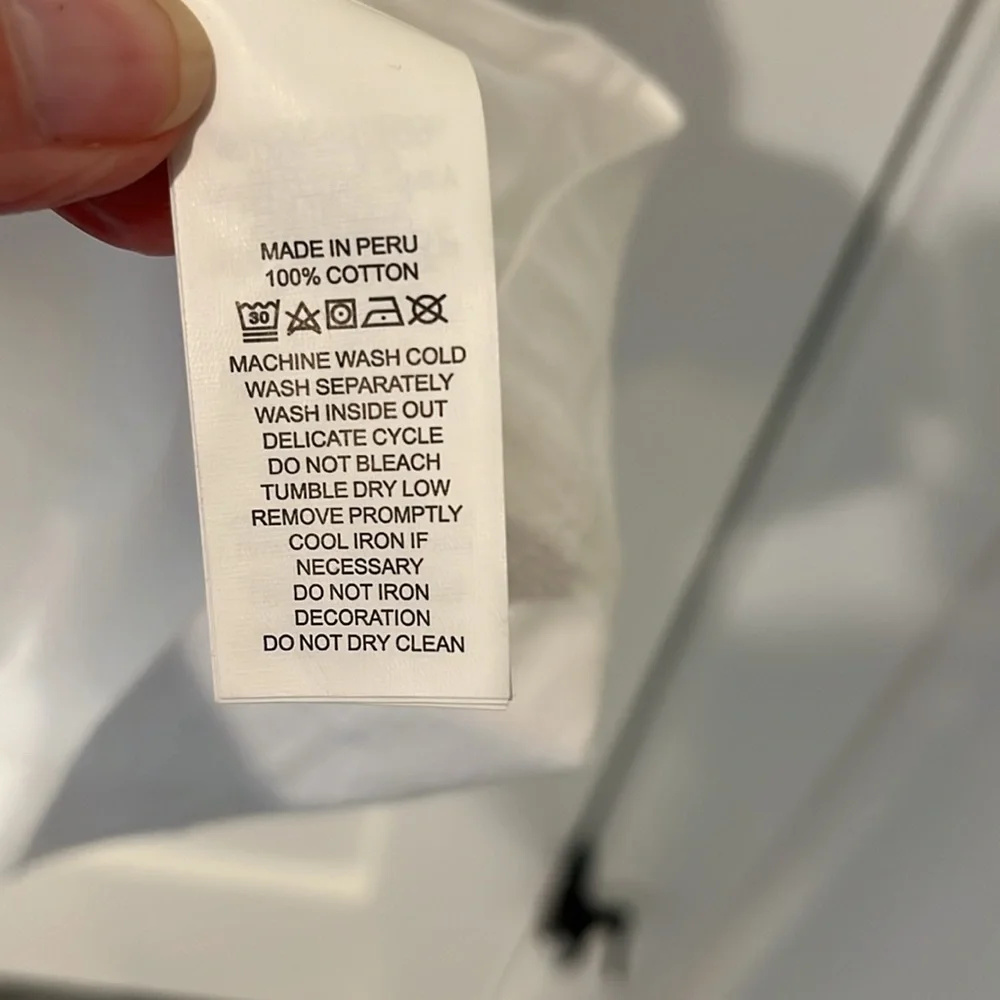 MADE IN PERU
100% COTTON
30
MACHINE WASH COLD
WASH SEPARATELY
WASH INSIDE OUT
DELICATE CYCLE
DO NOT BLEACH
TUMBLE DRY LOW
REMOVE PROMPTLY
COOL IRON IF
NECESSARY
DO NOT IRON
DECORATION
DO NOT DRY CLEAN